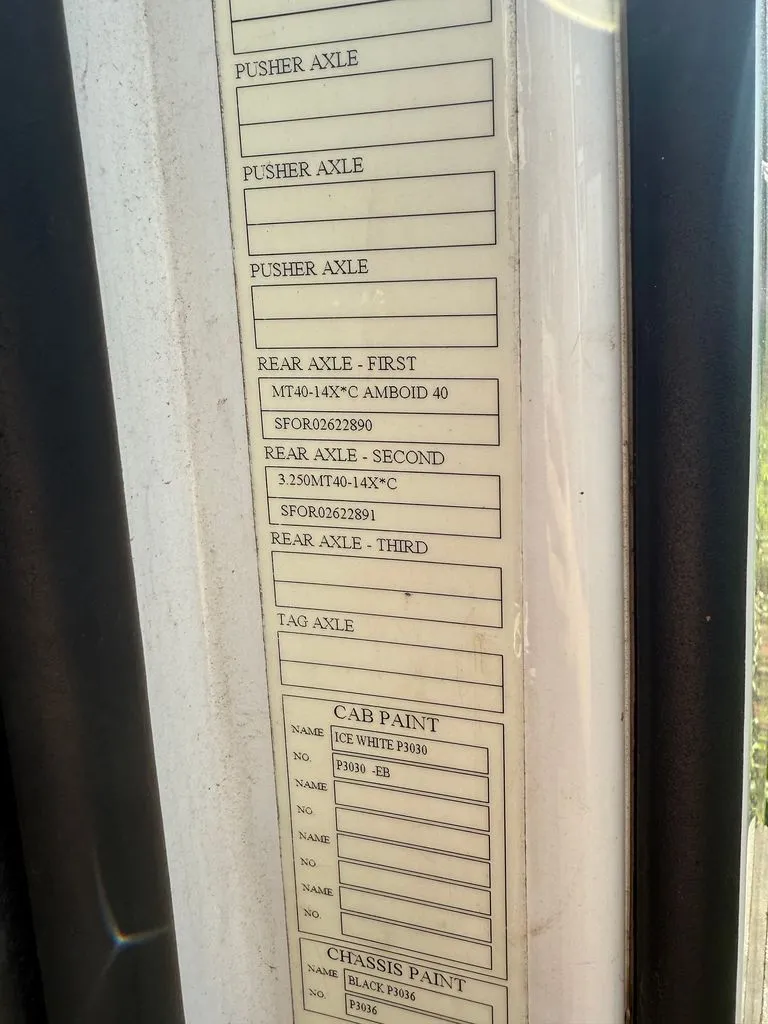 PUSHER AXLE
PUSHER AXLE
PUSHER AXLE
REAR AXLE - FIRST
MT40-14X*C AMBOID 40
SFOR02622890
REAR AXLE - SECOND
3.250MT40-14X*C
SFOR02622891
REAR AXLE - THIRD
TAG AXLE
CAB PAINT
NAME ICE WHITE P3030
NO. P3030 -EB
NAME
NO
NAME
NO
NAME
NO.
CHASSIS PAINT
NAME BLACK P3036
NO. P3036